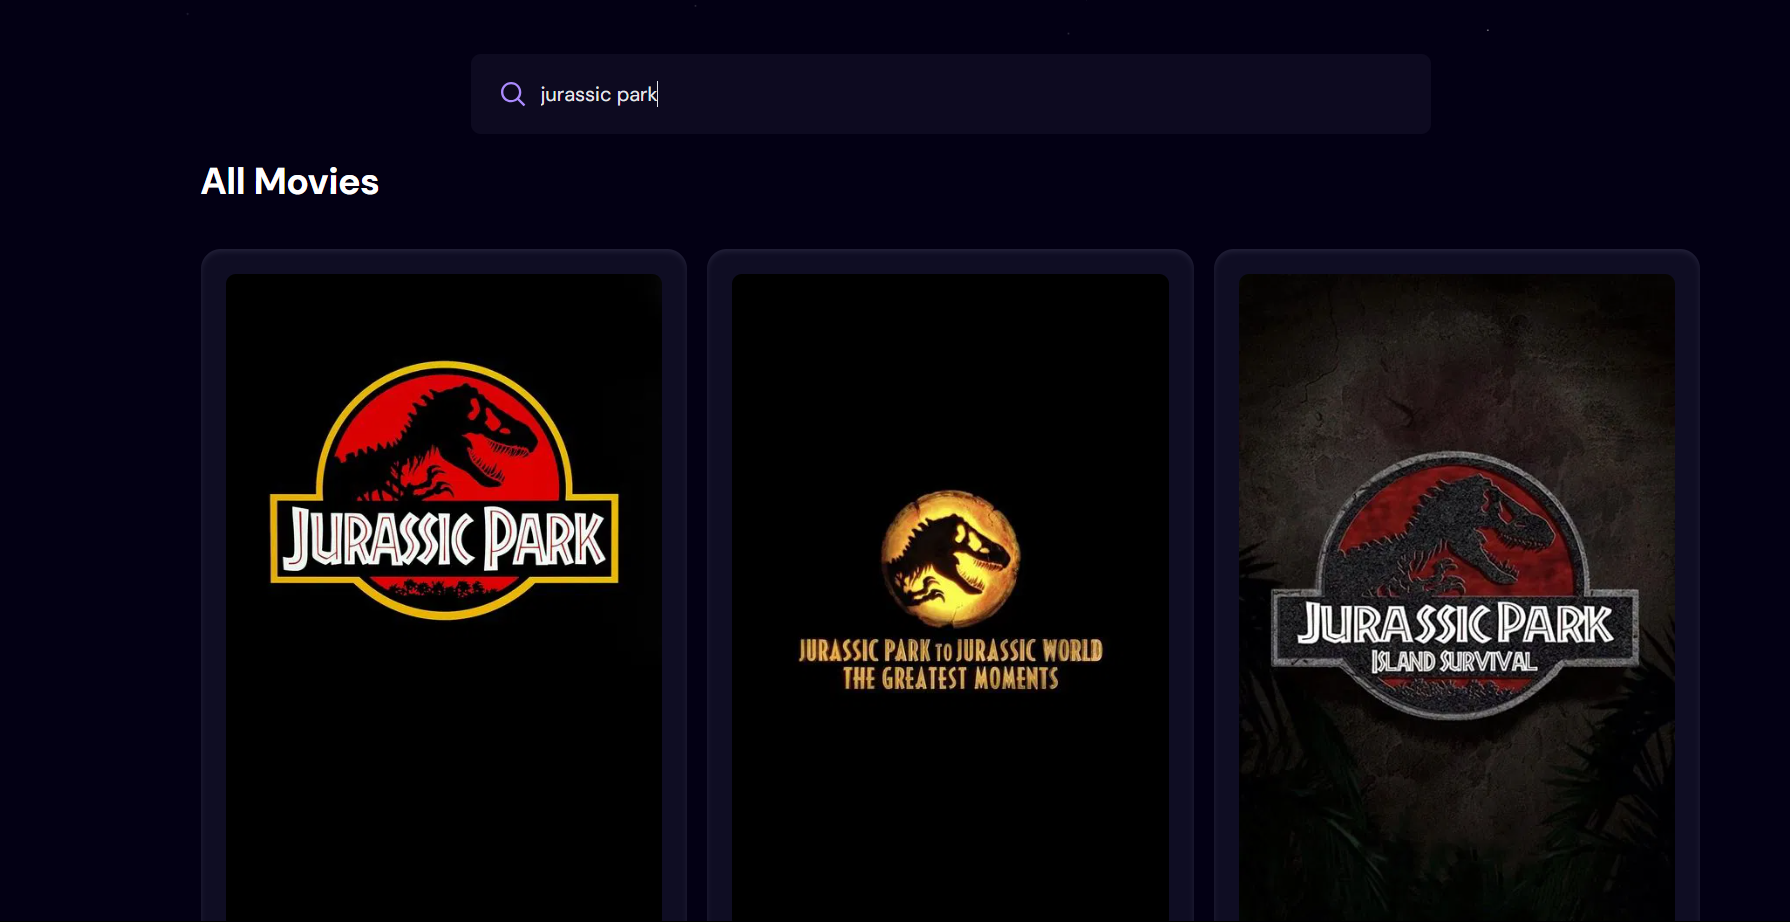 jurassic park
All Movies
JURASSIC PARK
JURASSIC PARK TO JURASSIC WORLD
THE GREATEST MOMENTS
JURASSIC PARK
ISLAND SURVIVAL